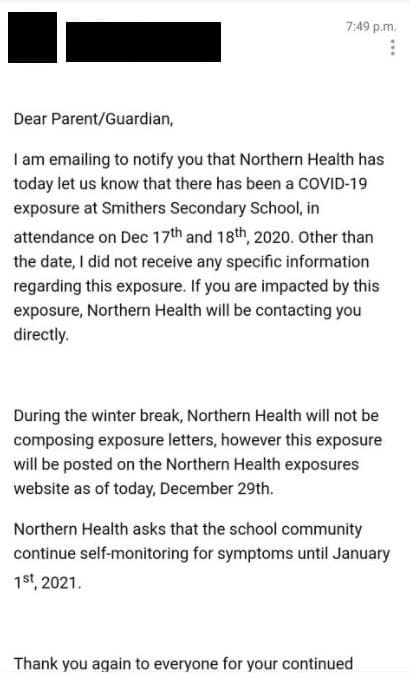 7:49 p.m.
Dear Parent/Guardian,
I am emailing to notify you that Northern Health has
today let us know that there has been a COVID-19
exposure at Smithers Secondary School, in
attendance on Dec 17th and 18th, 2020. Other than
the date, I did not receive any specific information
regarding this exposure. If you are impacted by this
exposure, Northern Health will be contacting you
directly.
During the winter break, Northern Health will not be
composing exposure letters, however this exposure
will be posted on the Northern Health exposures
website as of today, December 29th.
Northern Health asks that the school community
continue self-monitoring for symptoms until January
1st, 2021.
Thank you again to everyone for your continued